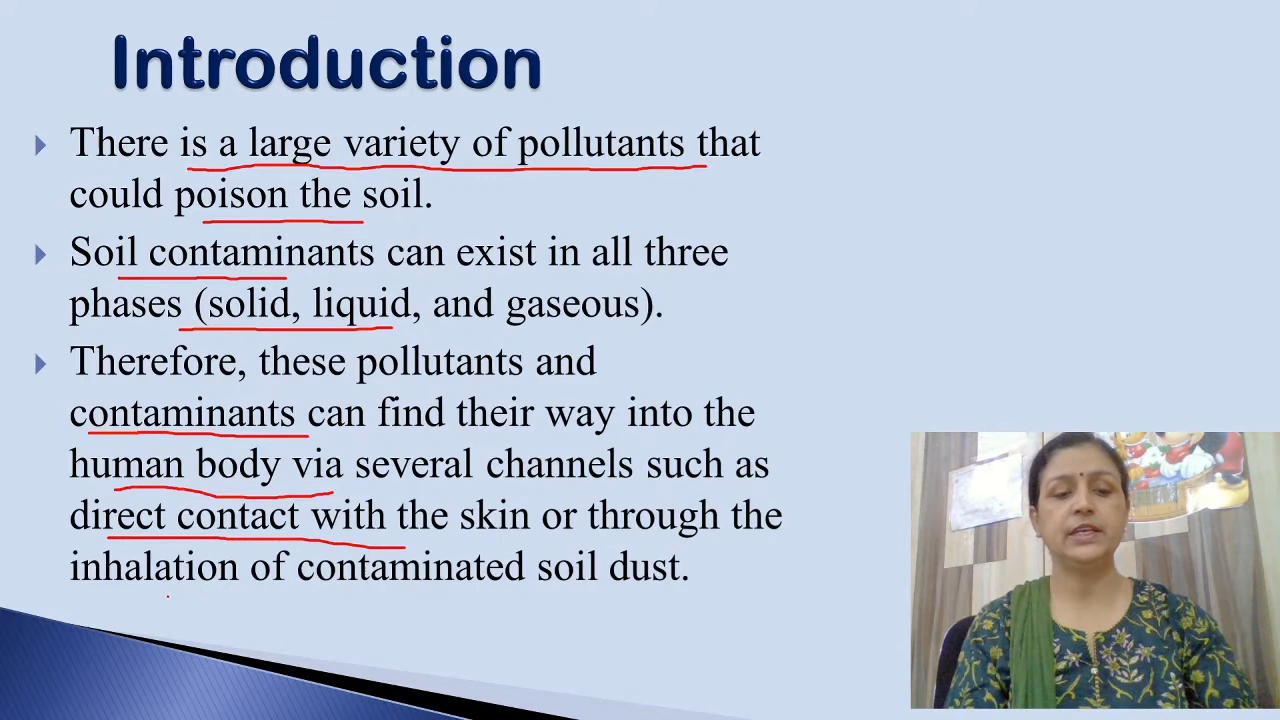 Introduction
There is a large variety of pollutants that
could poison the soil.
Soil contaminants can exist in all three
phases (solid, liquid, and gaseous).
Therefore, these pollutants and
contaminants can find their way into the
human body via several channels such as
direct contact with the skin or through the
inhalation of contaminated soil dust.